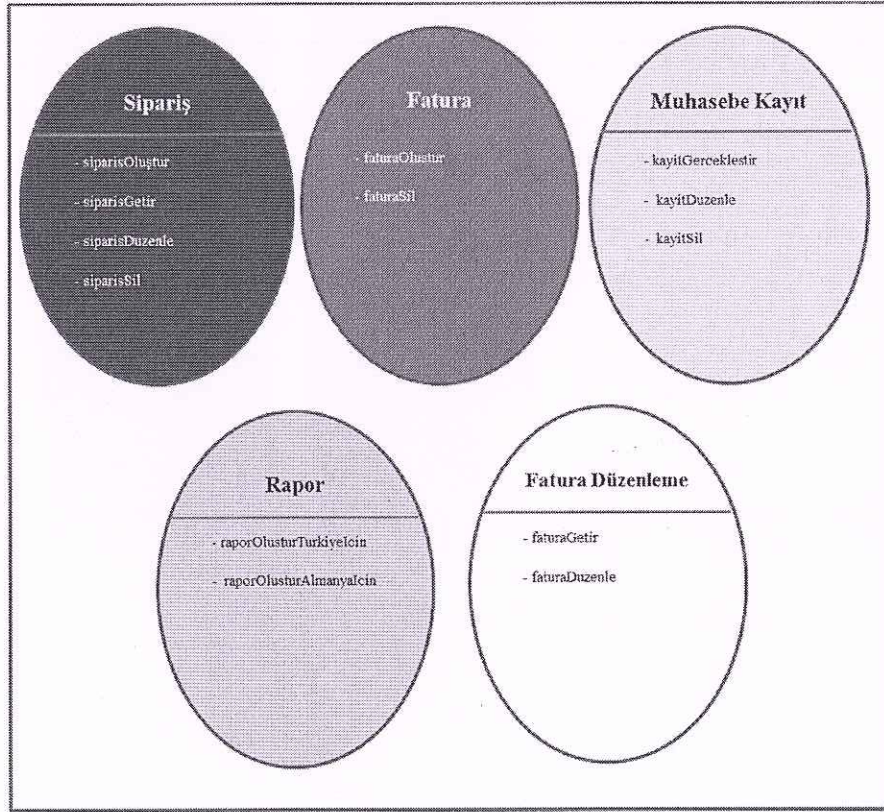 Sipariş
- siparisOluştur
- siparisGetir
- siparisDuzenle
- siparisSil
Fatura
- faturaOlustur
- faturaSil
Muhasebe Kayıt
- kayitGerceklestir
- kayitDuzenle
- kayitSil
Rapor
- raporOlusturTurkiyeIcin
- raporOlusturAlmanyaIcin
Fatura Düzenleme
- faturaGetir
- faturaDuzenle